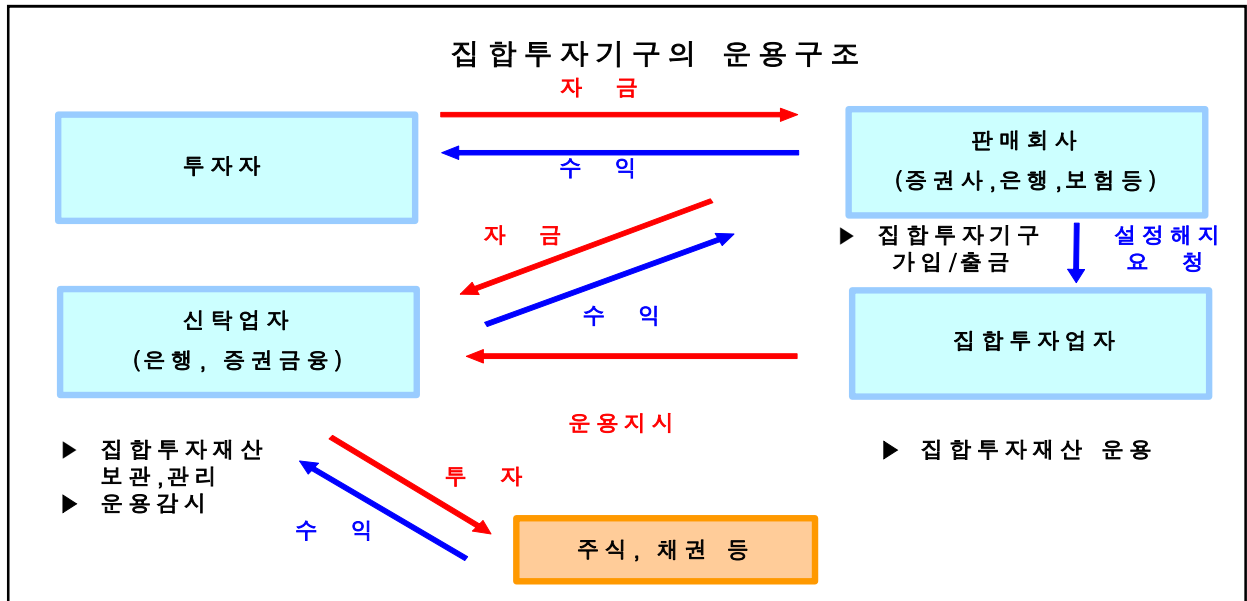 집합투자기구의 운용구조
자 금
투자자
수 익
판매회사
(증권사,은행,보험등)
자 금
▶ 집합투자기구
가입/출금
설정해지
요 청
신탁업자
(은행, 증권금융)
수 익
집합투자업자
운용지시
▶ 집합투자재산
보관,관리
▶ 운용감시
▶ 집합투자재산 운용
투 자
수 익
주식, 채권 등